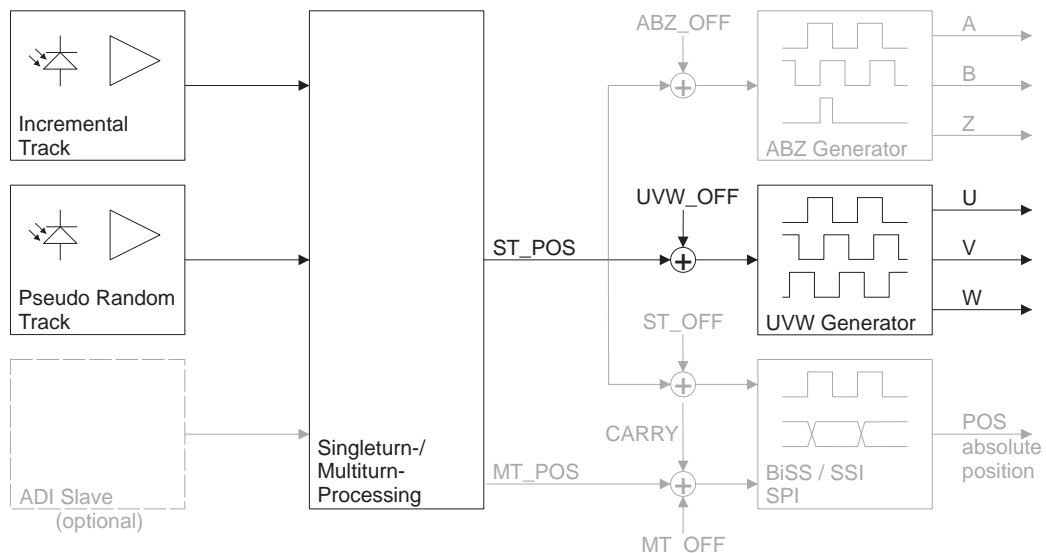 Incremental
Track
Pseudo Random
Track
ADI Slave
(optional)
Singleturn-/
Multiturn-
Processing
ST_POS
MT_POS
ABZ_OFF
UVW_OFF
ST_OFF
CARRY
MT_OFF
ABZ Generator
A
B
Z
UVW Generator
U
V
W
BiSS / SSI
SPI
POS
absolute
position